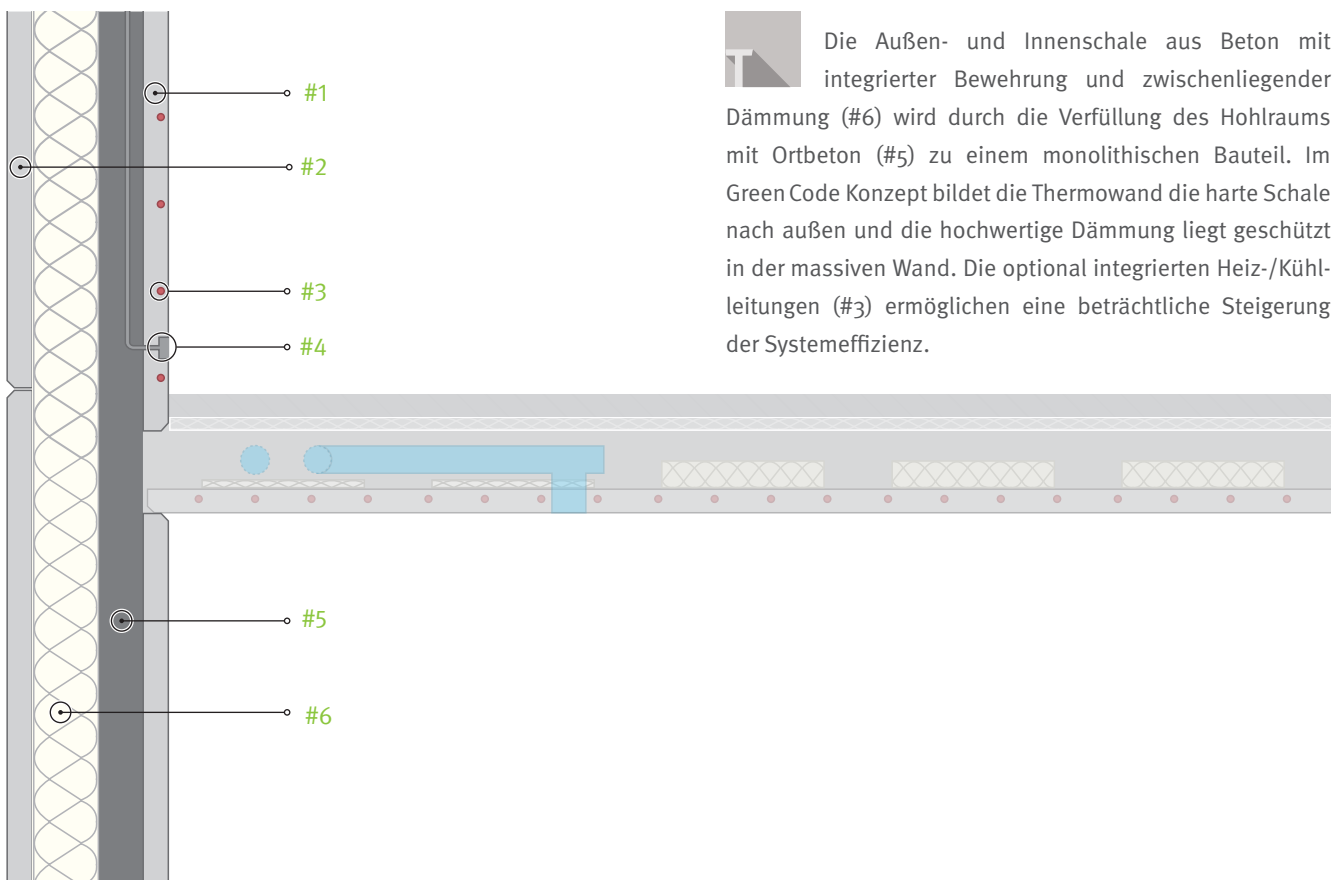 #1
#2
#3
#4
#5
#6
Die Außen- und Innenschale aus Beton mit
integrierter Bewehrung und zwischenliegender
Dämmung (#6) wird durch die Verfüllung des Hohlraums
mit Ortbeton (#5) zu einem monolithischen Bauteil. Im
Green Code Konzept bildet die Thermowand die harte Schale
nach außen und die hochwertige Dämmung liegt geschützt
in der massiven Wand. Die optional integrierten Heiz-/Kühl-
leitungen (#3) ermöglichen eine beträchtliche Steigerung
der Systemeffizienz.